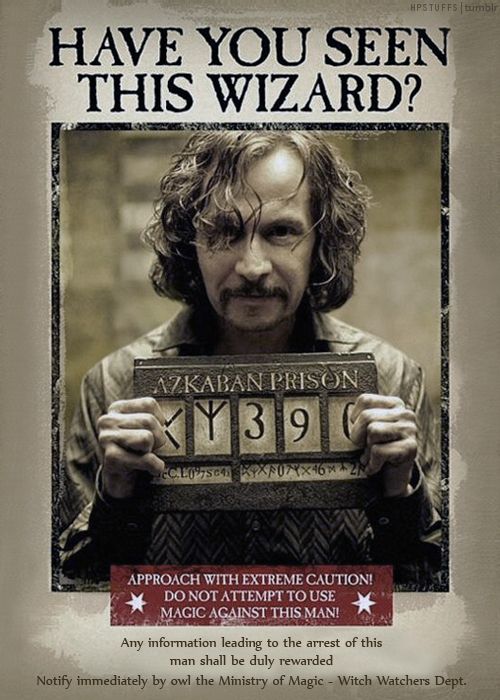 HPSTUFFS | tumblr
HAVE YOU SEEN
THIS WIZARD?
AZKABAN PRISON
390
APPROACH WITH EXTREME CAUTION!
DO NOT ATTEMPT TO USE
MAGIC AGAINST THIS MAN!
Any information leading to the arrest of this
man shall be duly rewarded
Notify immediately by owl the Ministry of Magic - Witch Watchers Dept.